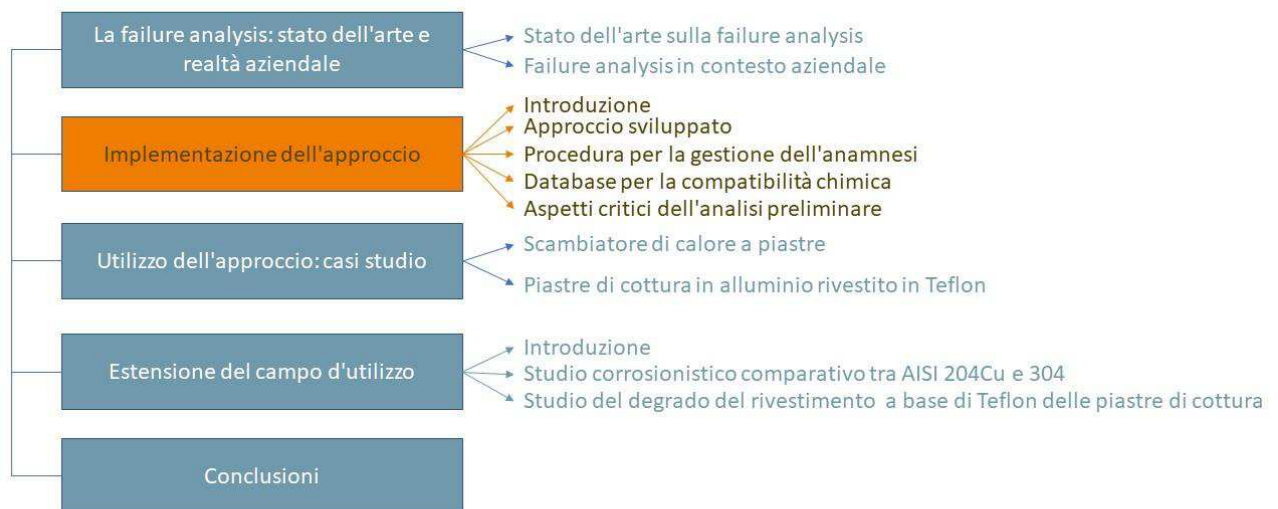 La failure analysis: stato dell'arte e
realtà aziendale
Stato dell'arte sulla failure analysis
Failure analysis in contesto aziendale
Implementazione dell'approccio
Introduzione
Approccio sviluppato
Procedura per la gestione dell'anamnesi
Database per la compatibilità chimica
Aspetti critici dell'analisi preliminare
Utilizzo dell'approccio: casi studio
Scambiatore di calore a piastre
Piastre di cottura in alluminio rivestito in Teflon
Estensione del campo d'utilizzo
Introduzione
Studio corrosionistico comparativo tra AISI 204Cu e 304
Studio del degrado del rivestimento a base di Teflon delle piastre di cottura
Conclusioni